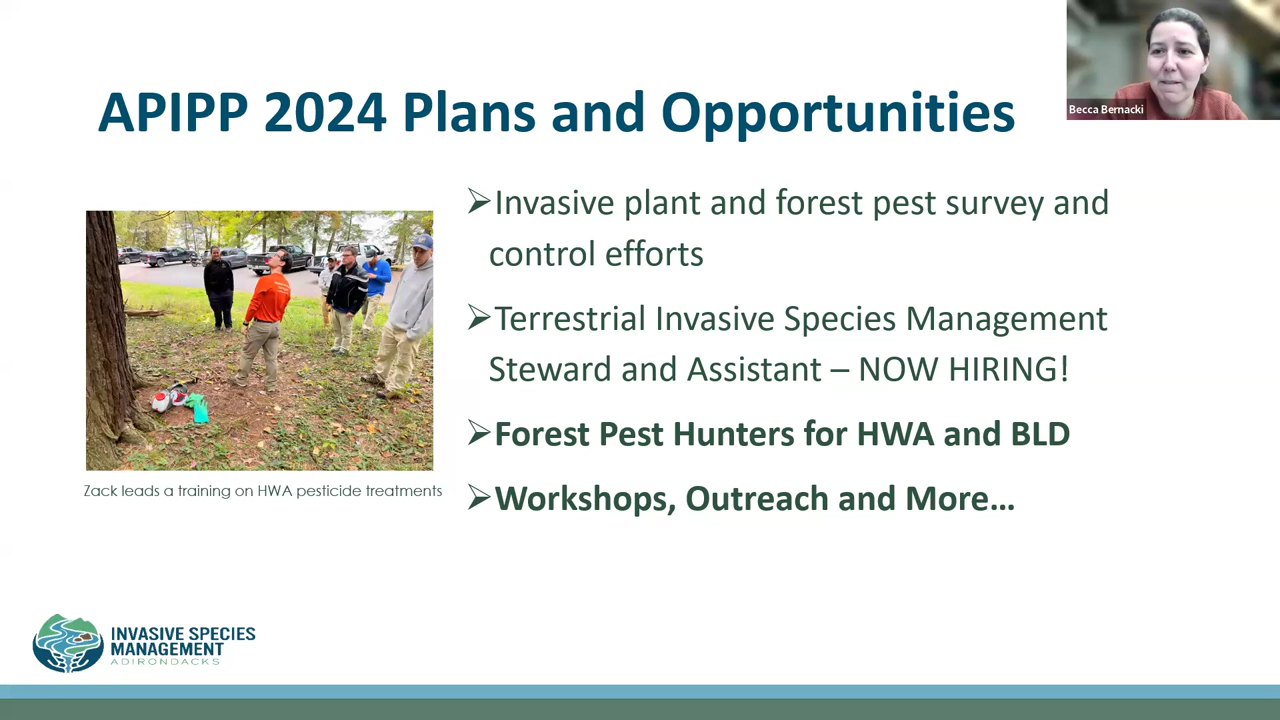 Becca Bernacki
APIPP 2024 Plans and Opportunities
➢Invasive plant and forest pest survey and
control efforts
➢Terrestrial Invasive Species Management
Steward and Assistant – NOW HIRING!
➢Forest Pest Hunters for HWA and BLD
➢Workshops, Outreach and More…
Zack leads a training on HWA pesticide treatments
INVASIVE SPECIES
MANAGEMENT
ADIRONDACKS